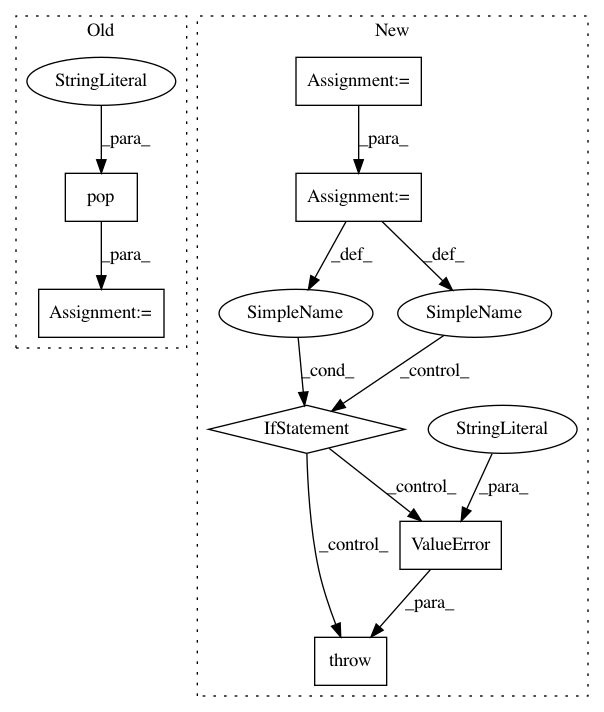 Old
New
StringLiteral
Assignment:=
_para_
_para_
pop
Assignment:=
_para_
_def_
_def_
Assignment:=
SimpleName
SimpleName
_cond_
_control_
IfStatement
StringLiteral
_control_
_para_
_control_
ValueError
_para_
throw